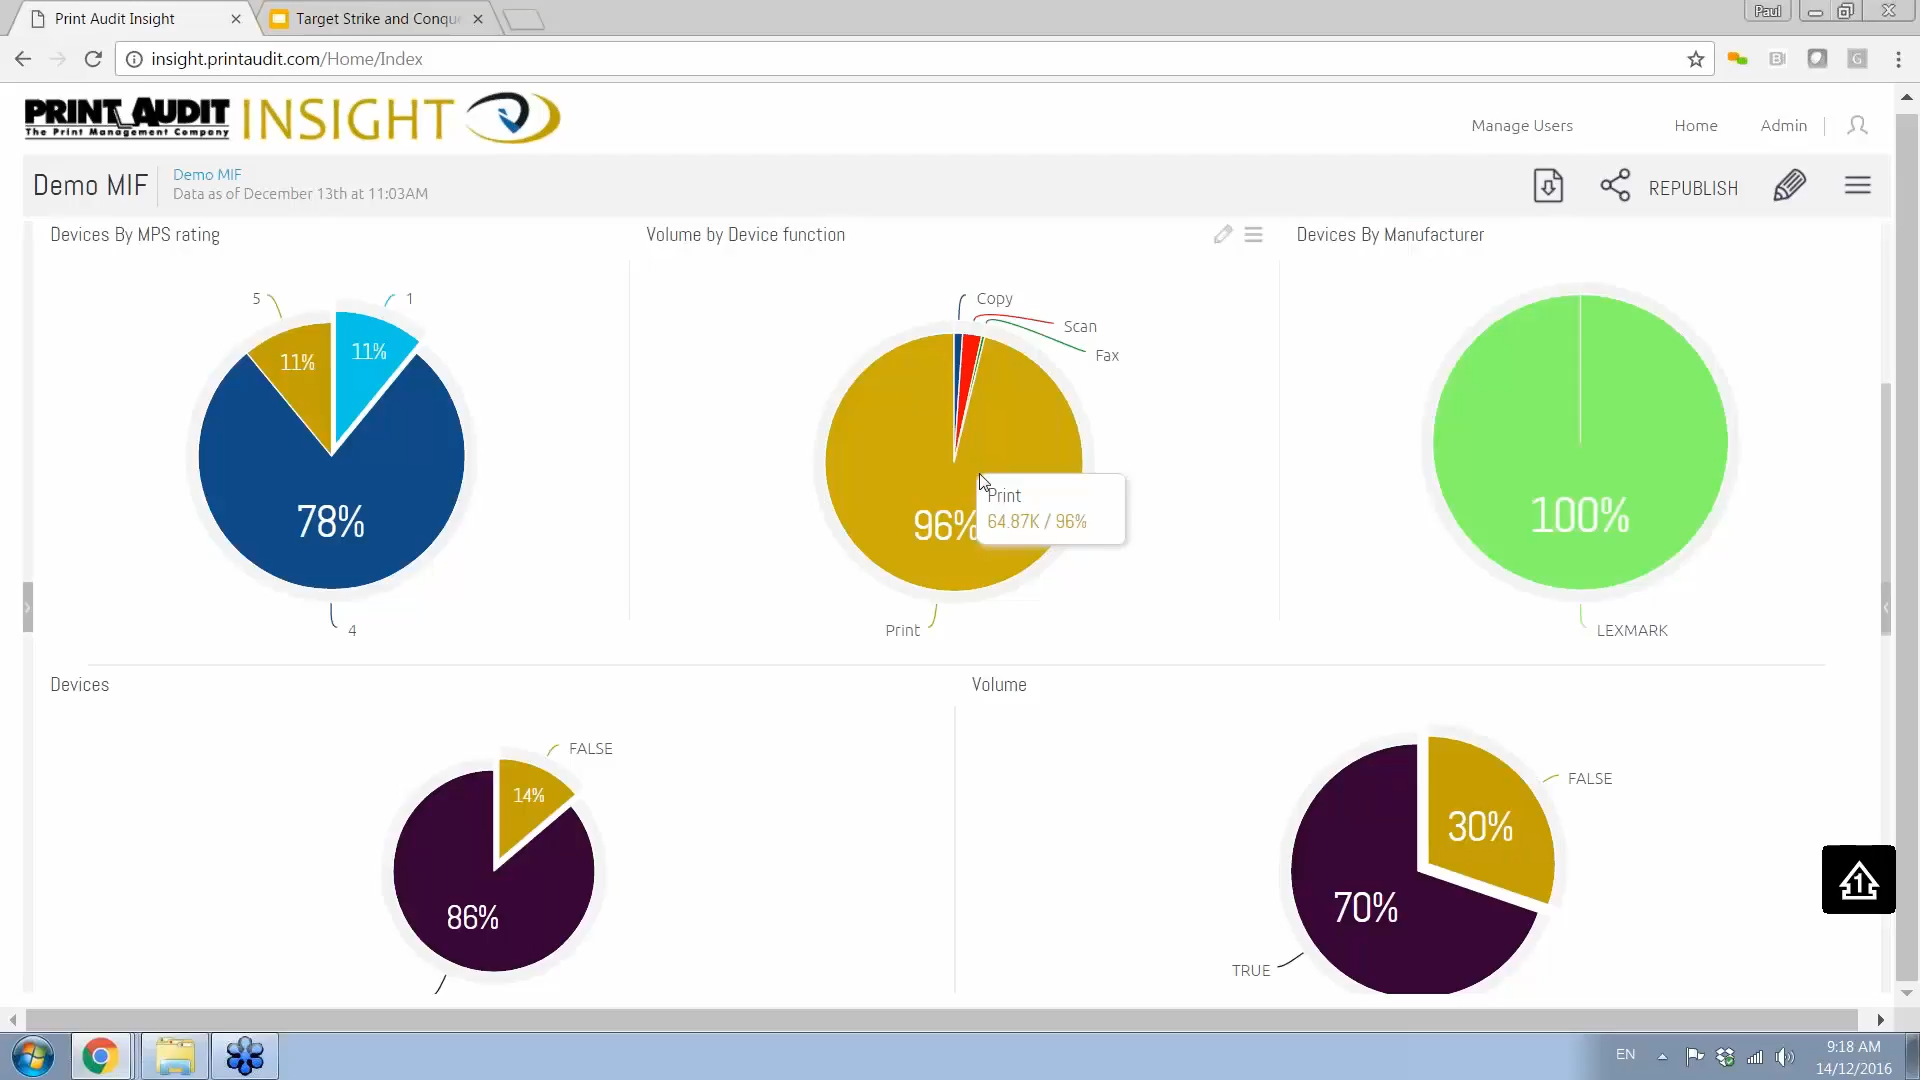 Print Audit Insight
Target Strike and Conque
Paul
insight.printaudit.com/Home/Index
PRINT AUDIT
The Print Management Company
INSIGHT
Manage Users
Home
Admin
Demo MIF
Demo MIF
Data as of December 13th at 11:03AM
REPUBLISH
Devices By MPS rating
Volume by Device function
Devices By Manufacturer
5
1
11%
11%
78%
4
Copy
Scan
Fax
Print
64.87K / 96%
96%
Print
100%
LEXMARK
Devices
Volume
FALSE
14%
86%
FALSE
30%
70%
TRUE
1
EN
9:18 AM
14/12/2016